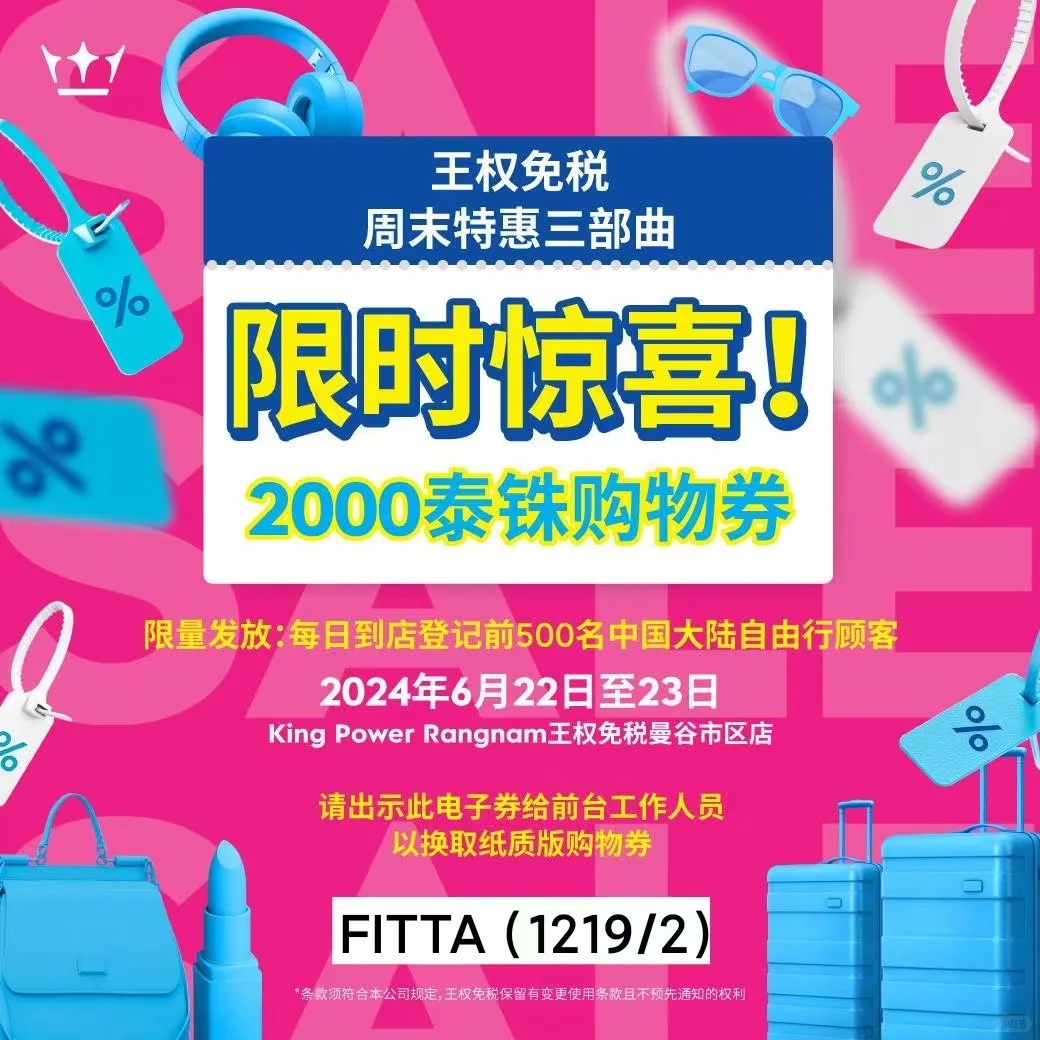 SALE
SALE
SALE
SALE
王权免税
周末特惠三部曲
限时惊喜！
2000泰铢购物券
限量发放：每日到店登记前500名中国大陆自由行顾客
2024年6月22日至23日
King Power Rangnam王权免税曼谷市区店
请出示此电子券给前台工作人员
以换取纸质版购物券
FITTA (1219/2)
*条款须符合本公司规定，王权免税保留有变更使用条款且不预先通知的权利
%
%
%
%
%
%
%
小红书